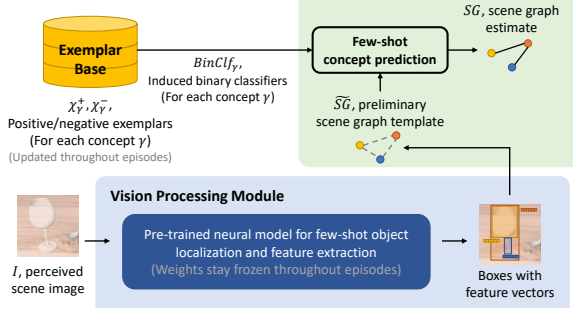 Exemplar
Base
χ⁺ᵧ, χ⁻ᵧ,
Positive/negative exemplars
(For each concept γ)
(Updated throughout episodes)
BinClfᵧ,
Induced binary classifiers
(For each concept γ)
Few-shot
concept prediction
SG, scene graph
estimate
S͠G, preliminary
scene graph template
Vision Processing Module
I, perceived
scene image
Pre-trained neural model for few-shot object
localization and feature extraction
(Weights stay frozen throughout episodes)
Boxes with
feature vectors